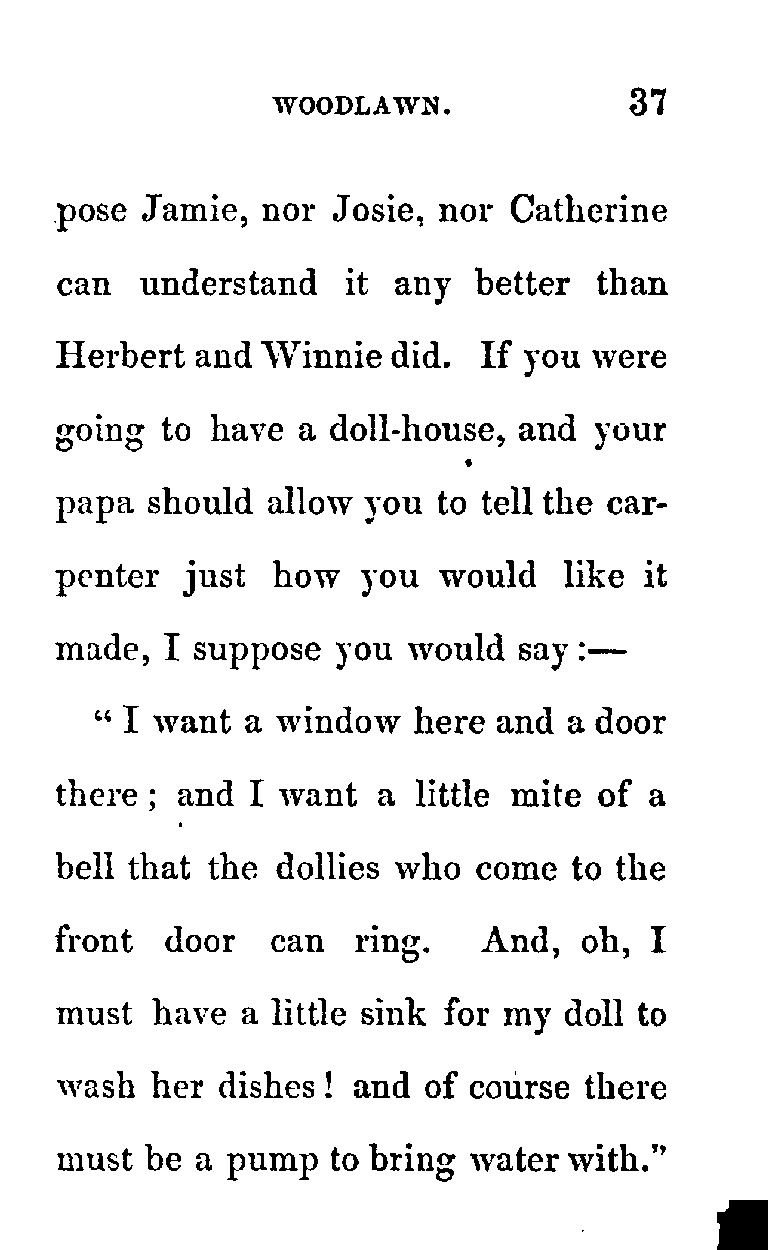 WOODLAWN. 37
pose Jamie, nor Josie, nor Catherine
can understand it any better than
Herbert and Winnie did. If you were
going to have a doll-house, and your
papa should allow you to tell the car-
penter just how you would like it
made, I suppose you would say:—
“I want a window here and a door
there; and I want a little mite of a
bell that the dollies who come to the
front door can ring. And, oh, I
must have a little sink for my doll to
wash her dishes! and of course there
must be a pump to bring water with.”